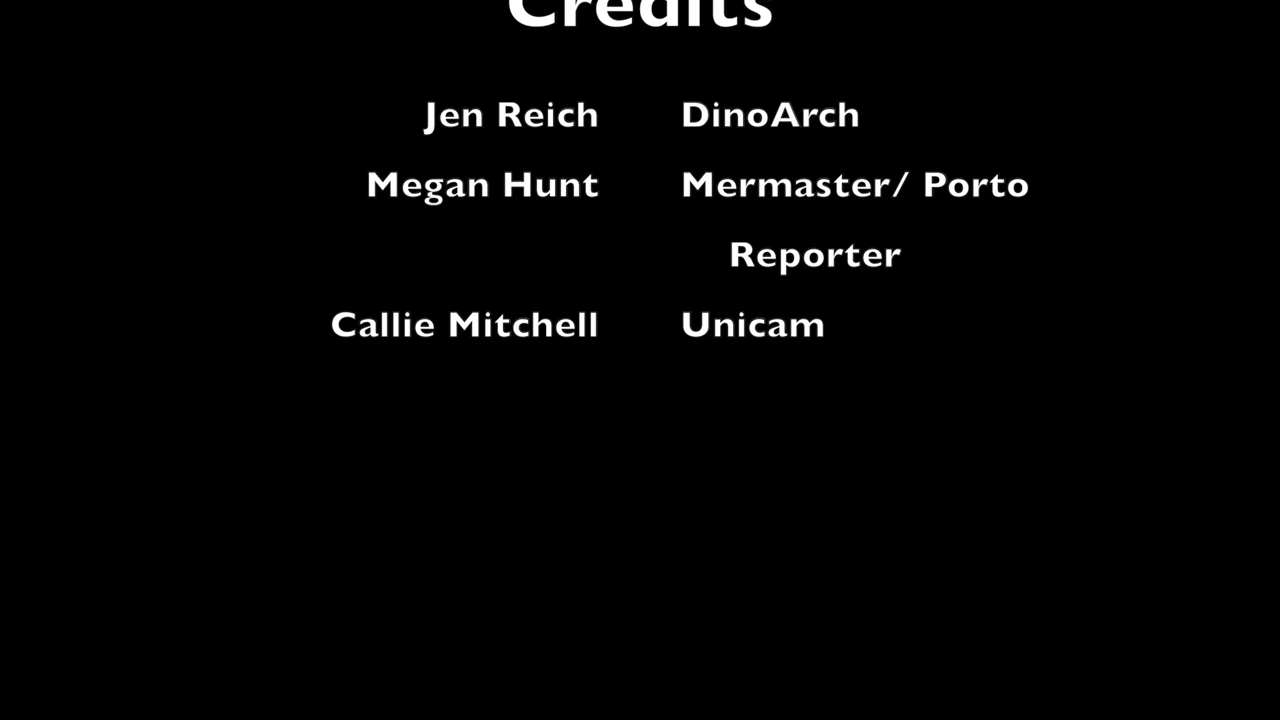 Credits
Jen Reich DinoArch
Megan Hunt Mermaster/ Porto
Reporter
Callie Mitchell Unicam